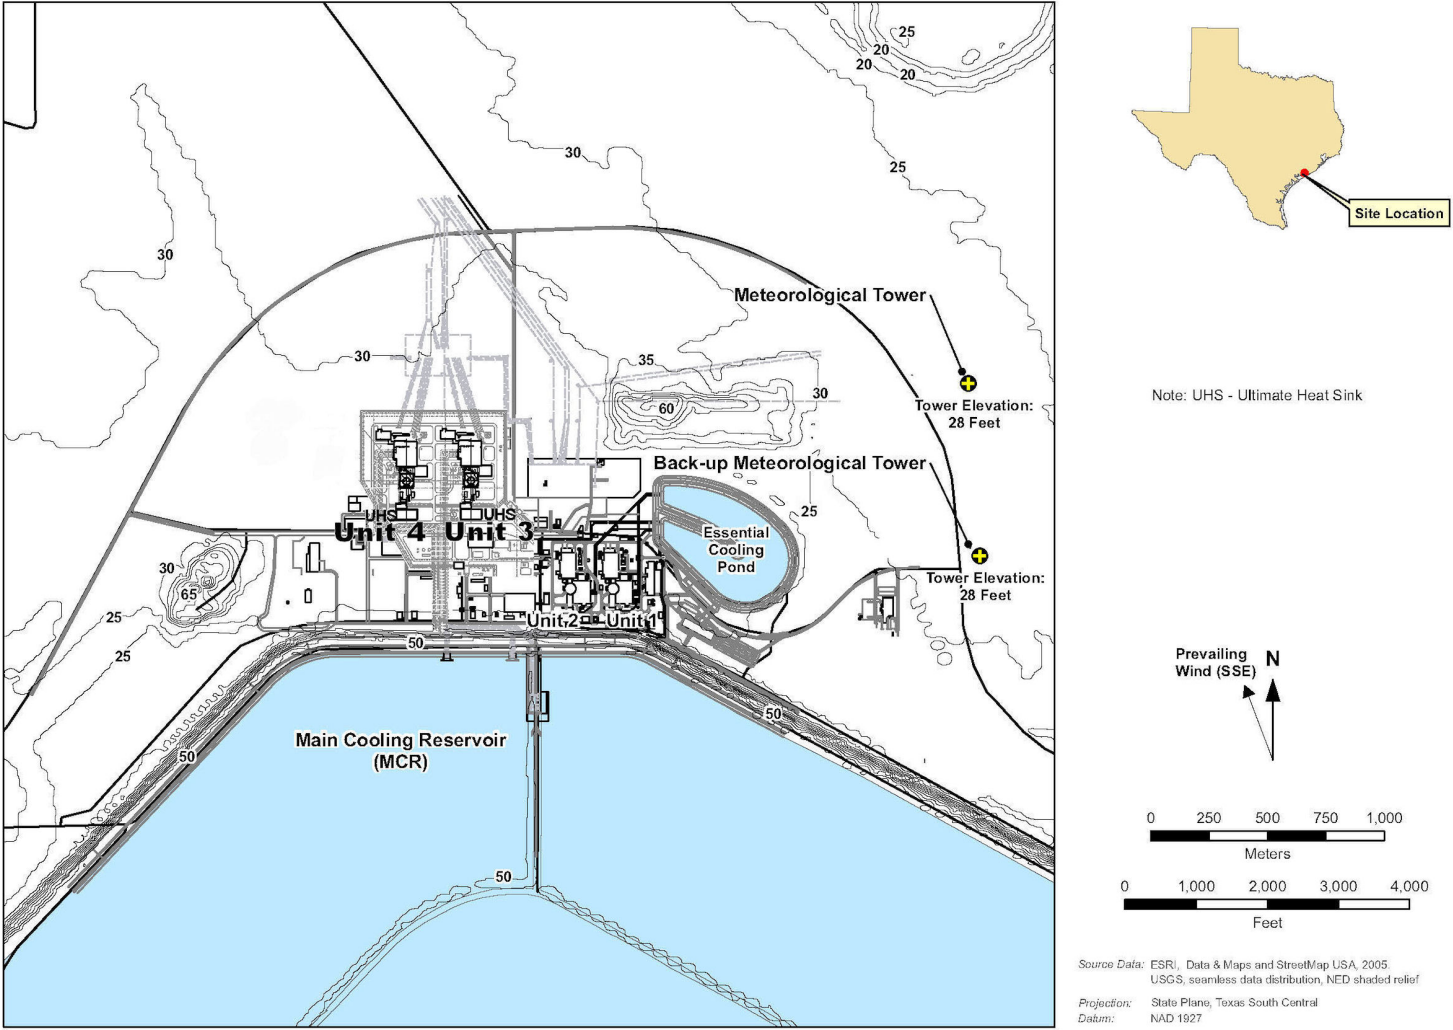 25
20
20
20
30
25
30
Site Location
Meteorological Tower
30
35
30
60
Tower Elevation:
28 Feet
Note: UHS - Ultimate Heat Sink
Back-up Meteorological Tower
25
UHS
UHS
Unit 4
Unit 3
Essential
Cooling
Pond
30
65
Tower Elevation:
28 Feet
25
Unit 2
Unit 1
50
25
Prevailing
Wind (SSE)
N
50
Main Cooling Reservoir
(MCR)
50
0 250 500 750 1,000
Meters
50
0 1,000 2,000 3,000 4,000
Feet
Source Data: ESRI, Data & Maps and StreetMap USA, 2005.
USGS, seamless data distribution, NED shaded relief
Projection: State Plane, Texas South Central
Datum: NAD 1927